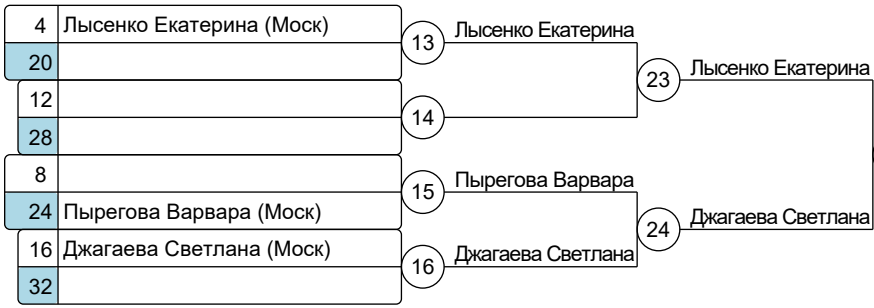 4 Лысенко Екатерина (Моск)
13 Лысенко Екатерина
20
23 Лысенко Екатерина
12
14
28
8
15 Пырегова Варвара
24 Пырегова Варвара (Моск)
24 Джагаева Светлана
16 Джагаева Светлана (Моск)
16 Джагаева Светлана
32